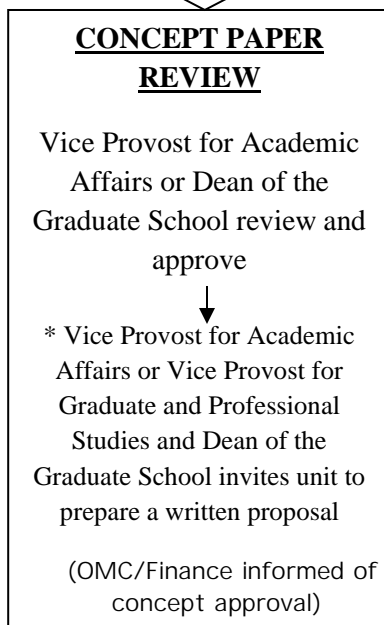 CONCEPT PAPER
REVIEW
Vice Provost for Academic
Affairs or Dean of the
Graduate School review and
approve
* Vice Provost for Academic
Affairs or Vice Provost for
Graduate and Professional
Studies and Dean of the
Graduate School invites unit to
prepare a written proposal
(OMC/Finance informed of
concept approval)